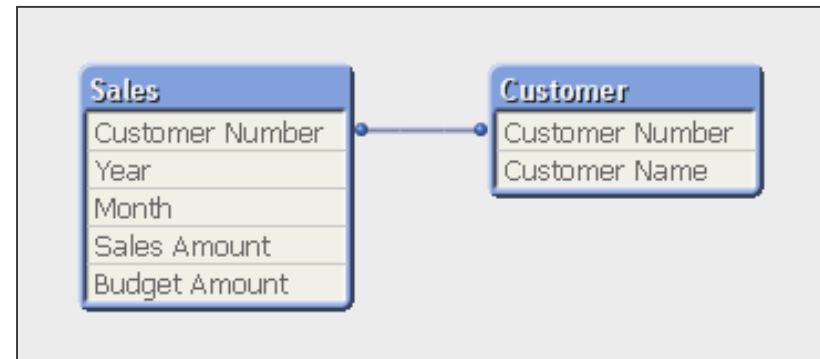 Sales
Customer Number
Year
Month
Sales Amount
Budget Amount
Customer
Customer Number
Customer Name